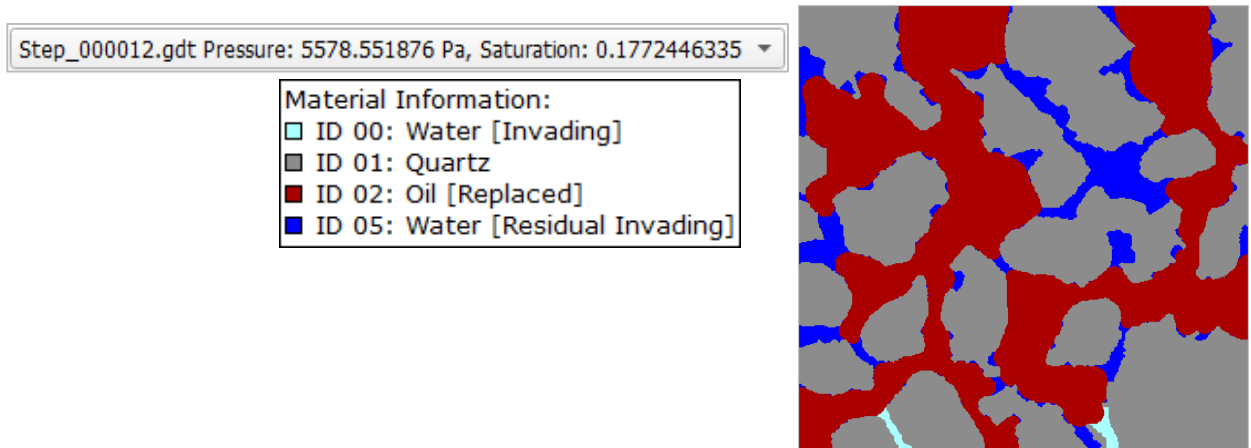 Step_000012.gdt Pressure: 5578.551876 Pa, Saturation: 0.1772446335
Material Information:
ID 00: Water [Invading]
ID 01: Quartz
ID 02: Oil [Replaced]
ID 05: Water [Residual Invading]